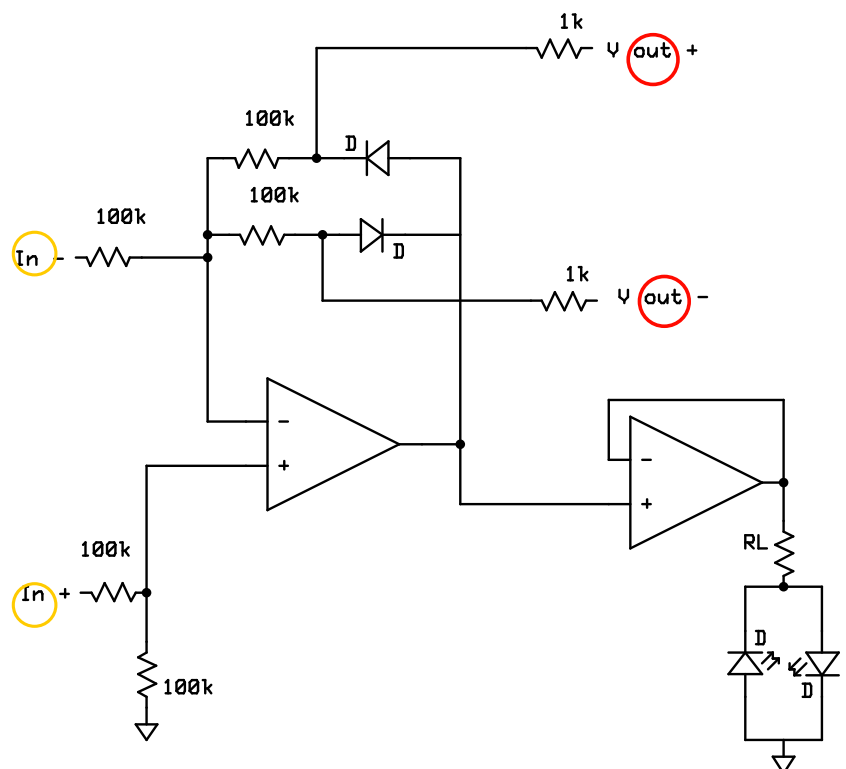 1k
V out +
100k
D
100k
100k
In -
D
1k
V out -
-
+
-
+
100k
RL
In +
D
100k
D